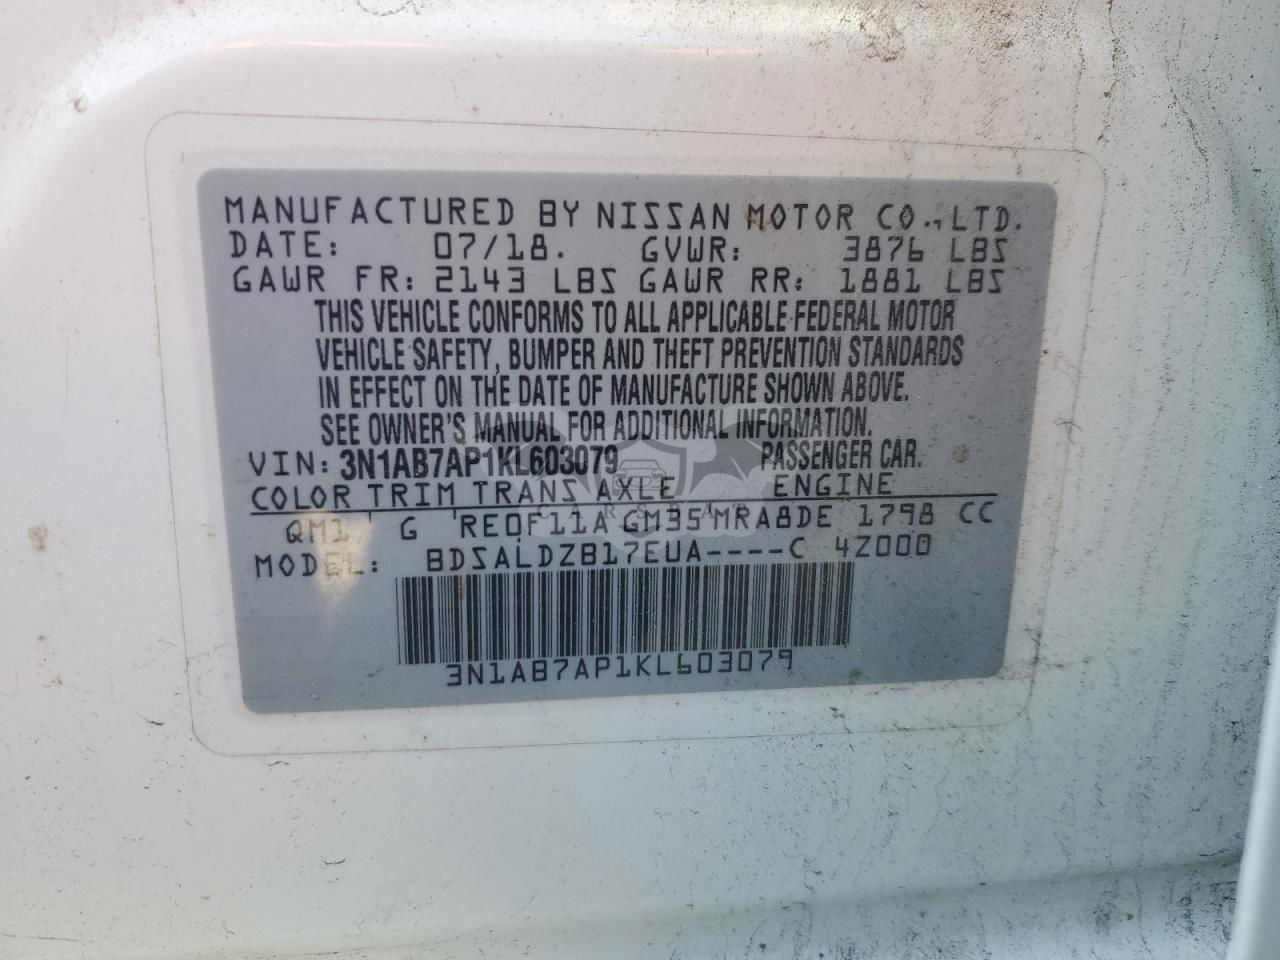 MANUFACTURED BY NISSAN MOTOR CO., LTD.
DATE: 07/18. GVWR: 3876 LBS
GAWR FR: 2143 LBS GAWR RR: 1881 LBS
THIS VEHICLE CONFORMS TO ALL APPLICABLE FEDERAL MOTOR
VEHICLE SAFETY, BUMPER AND THEFT PREVENTION STANDARDS
IN EFFECT ON THE DATE OF MANUFACTURE SHOWN ABOVE.
SEE OWNER'S MANUAL FOR ADDITIONAL INFORMATION.
VIN: 3N1AB7AP1KL603079 PASSENGER CAR.
COLOR TRIM TRANS AXLE ENGINE
QM1 G RE0F11A GM35 MRA8DE 1798 CC
MODEL: BDSALDZB17EUA----C 4Z000
3N1AB7AP1KL603079